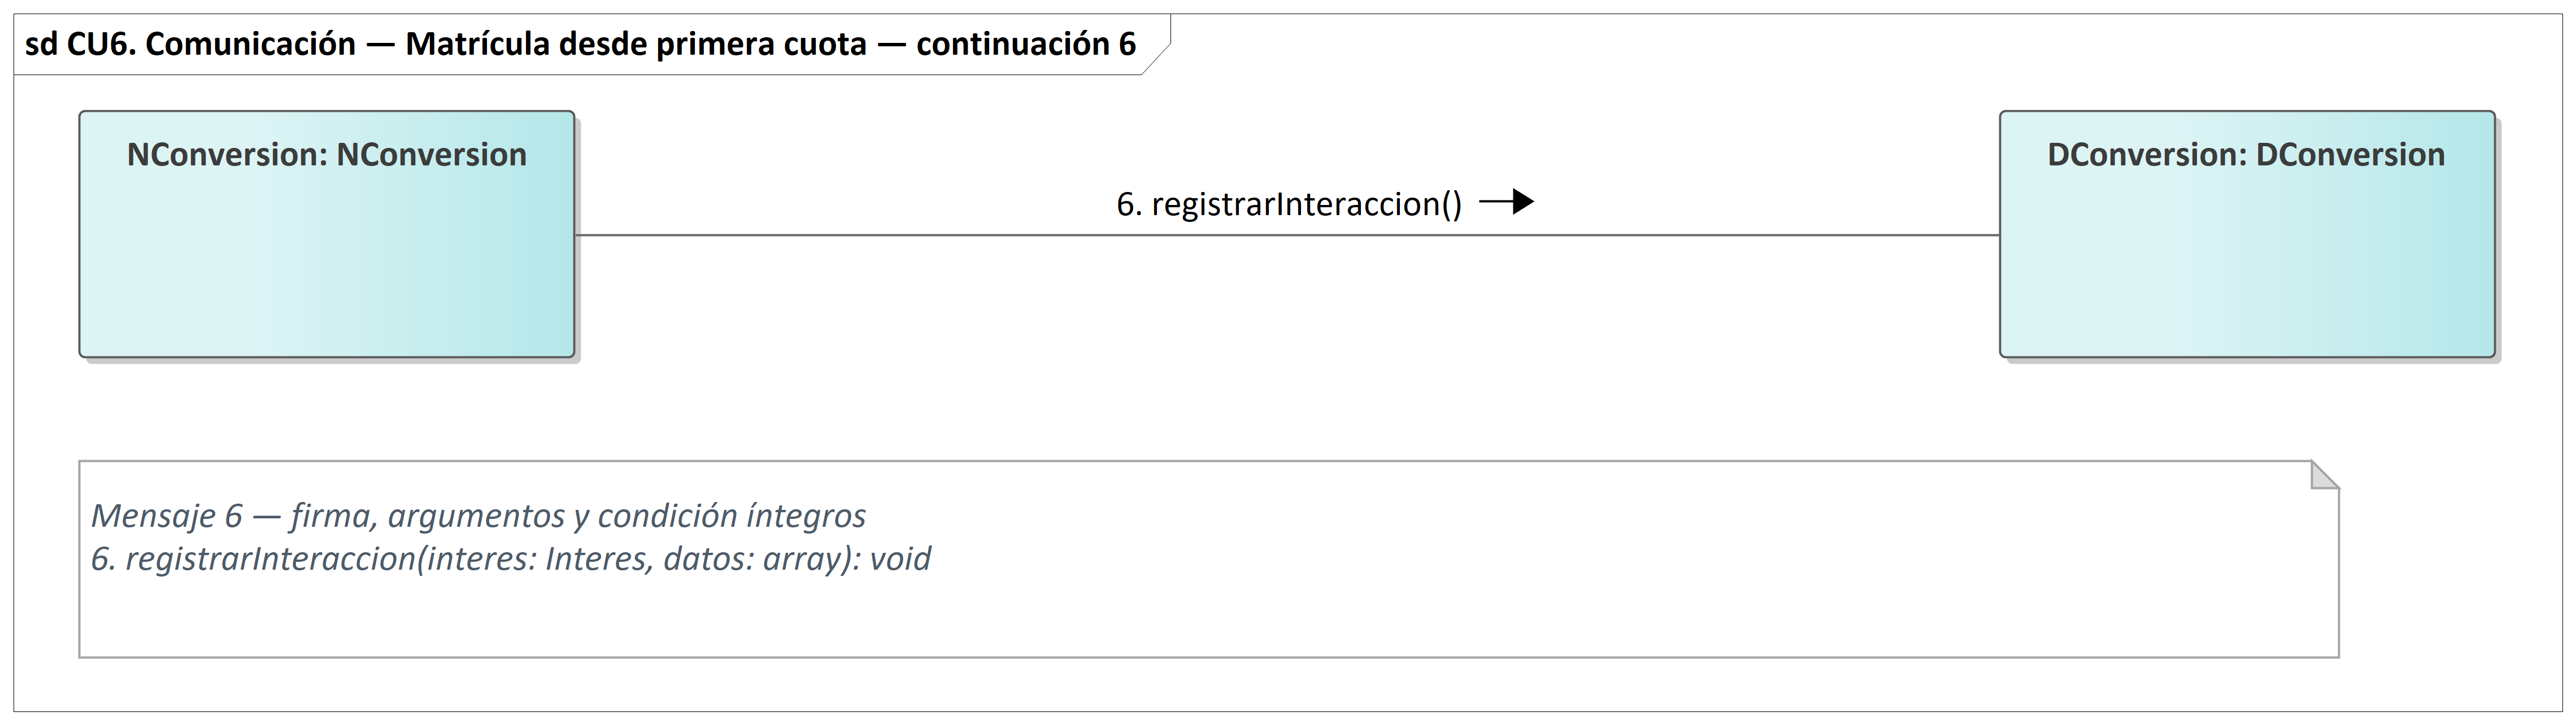 sd CU6. Comunicación — Matrícula desde primera cuota — continuación 6
NConversion: NConversion
DConversion: DConversion
6. registrarInteraccion()
Mensaje 6 — firma, argumentos y condición íntegros
6. registrarInteraccion(interes: Interes, datos: array): void